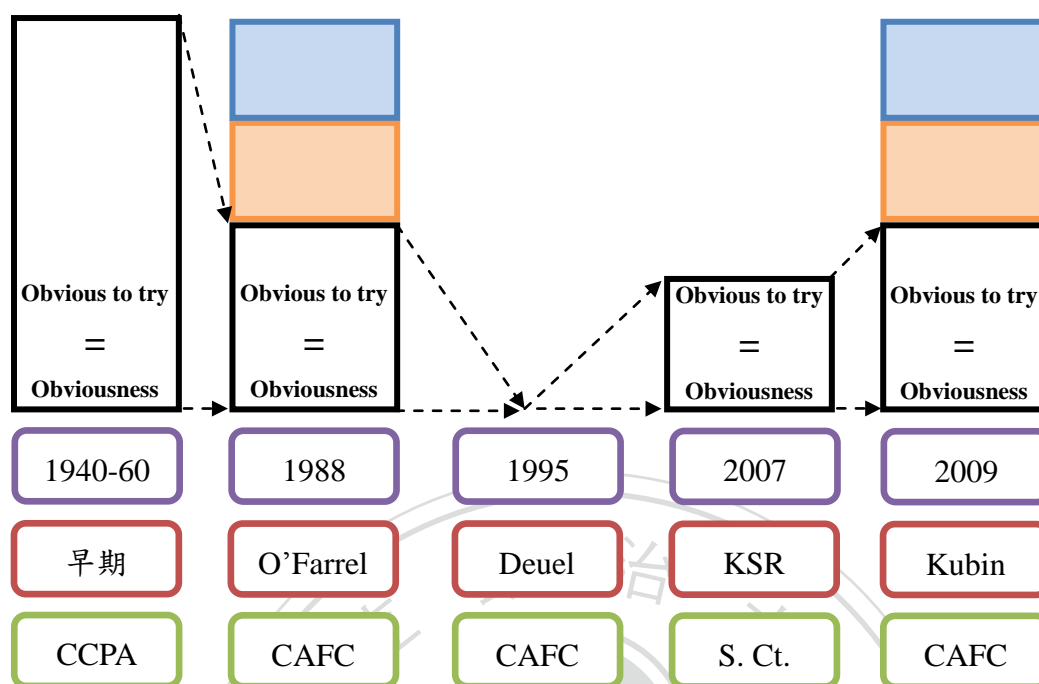 Obvious to try
=
Obviousness
Obvious to try
=
Obviousness
Obvious to try
=
Obviousness
Obvious to try
=
Obviousness
1940-60
1988
1995
2007
2009
早期
O’Farrel
Deuel
KSR
Kubin
CCPA
CAFC
CAFC
S. Ct.
CAFC
治